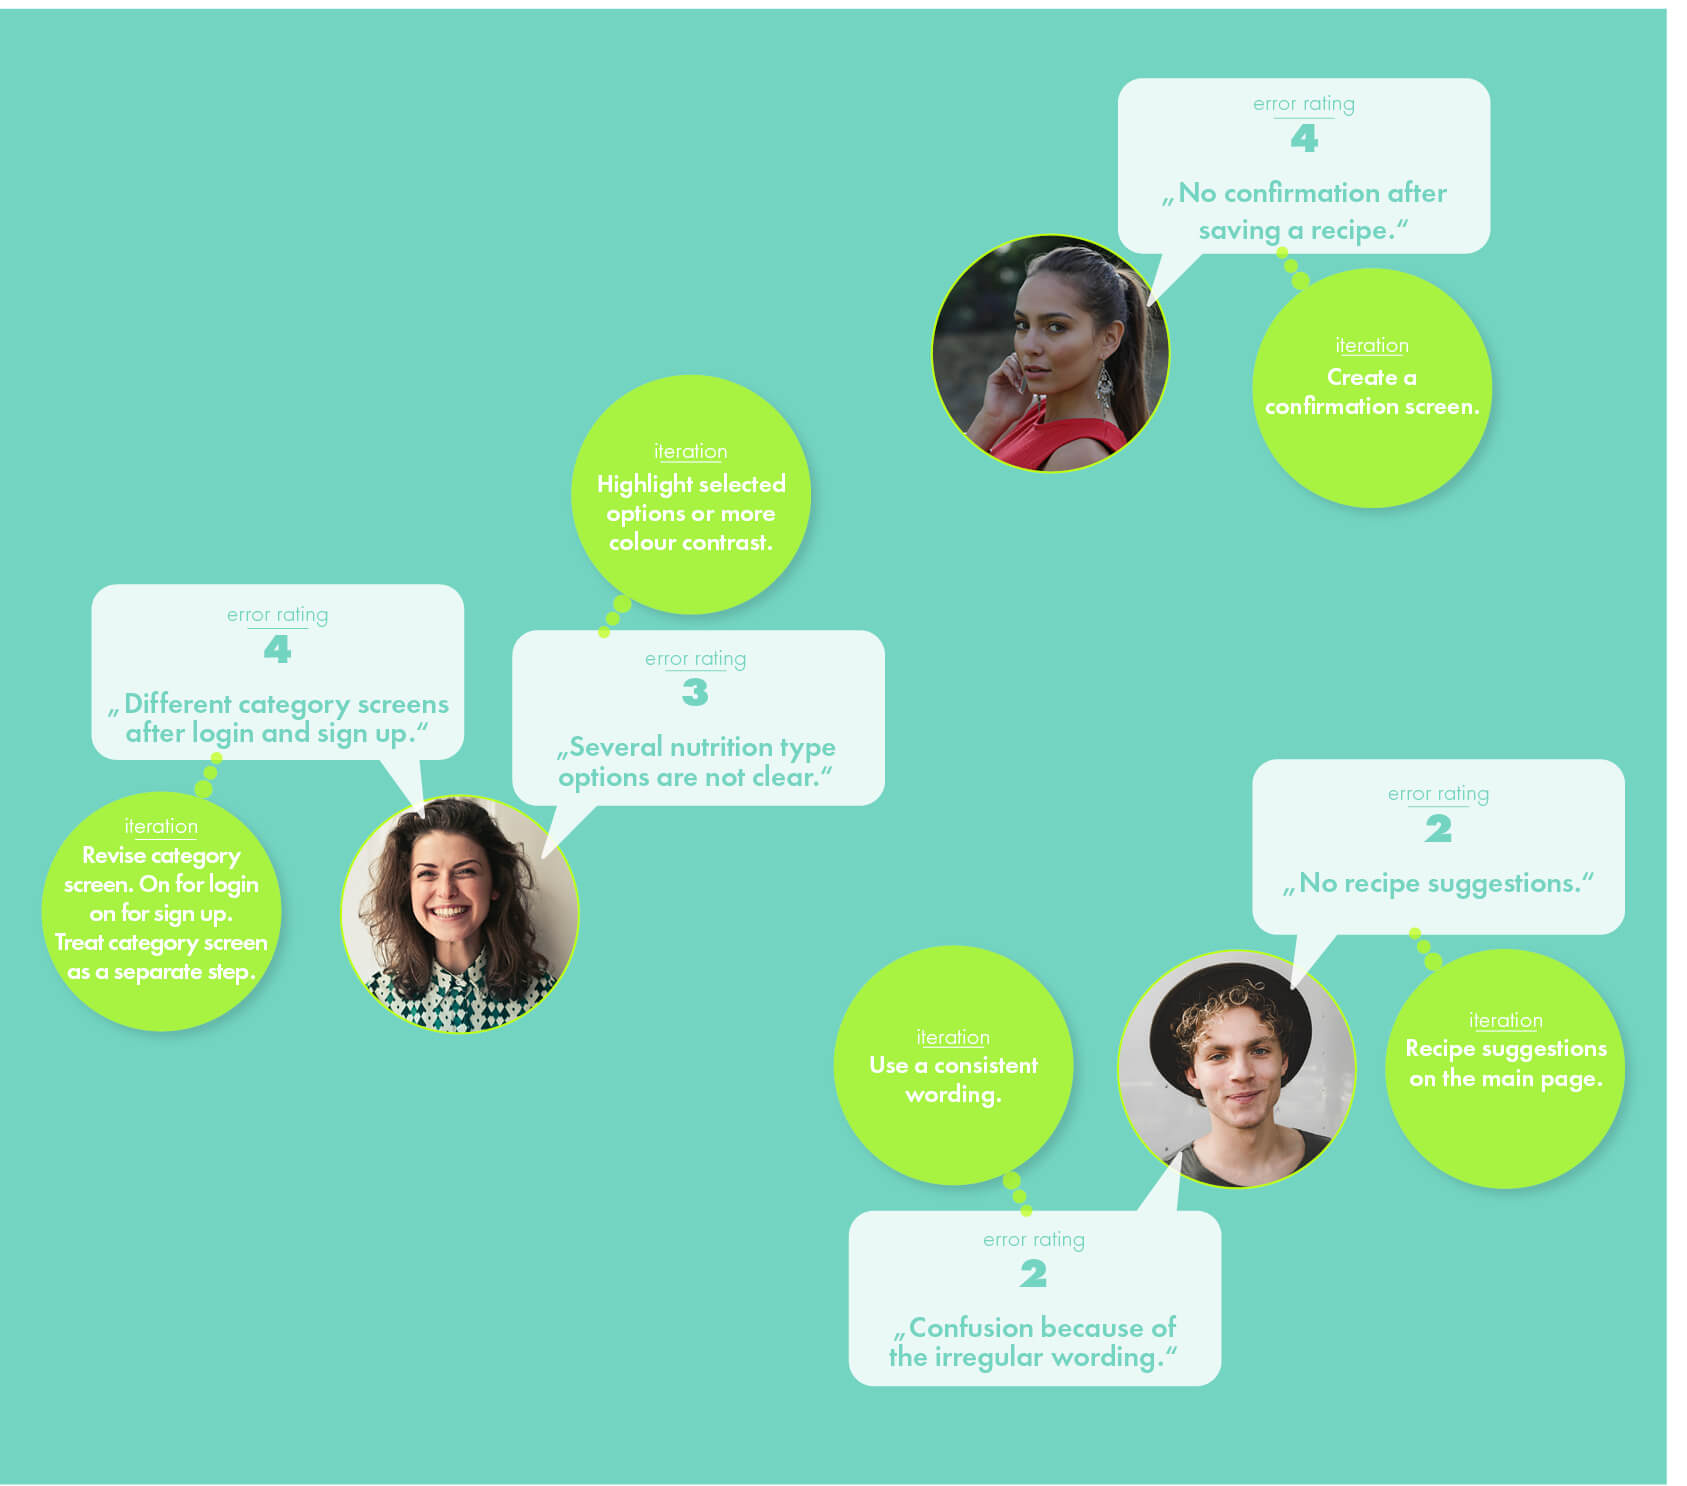 error rating
4
„No confirmation after
saving a recipe.“
iteration
Create a
confirmation screen.
iteration
Highlight selected
options or more
colour contrast.
error rating
4
„Different category screens
after login and sign up.“
error rating
3
„Several nutrition type
options are not clear.“
iteration
Revise category
screen. On for login
on for sign up.
Treat category screen
as a separate step.
error rating
2
„No recipe suggestions.“
iteration
Recipe suggestions
on the main page.
iteration
Use a consistent
wording.
error rating
2
„Confusion because of
the irregular wording.“